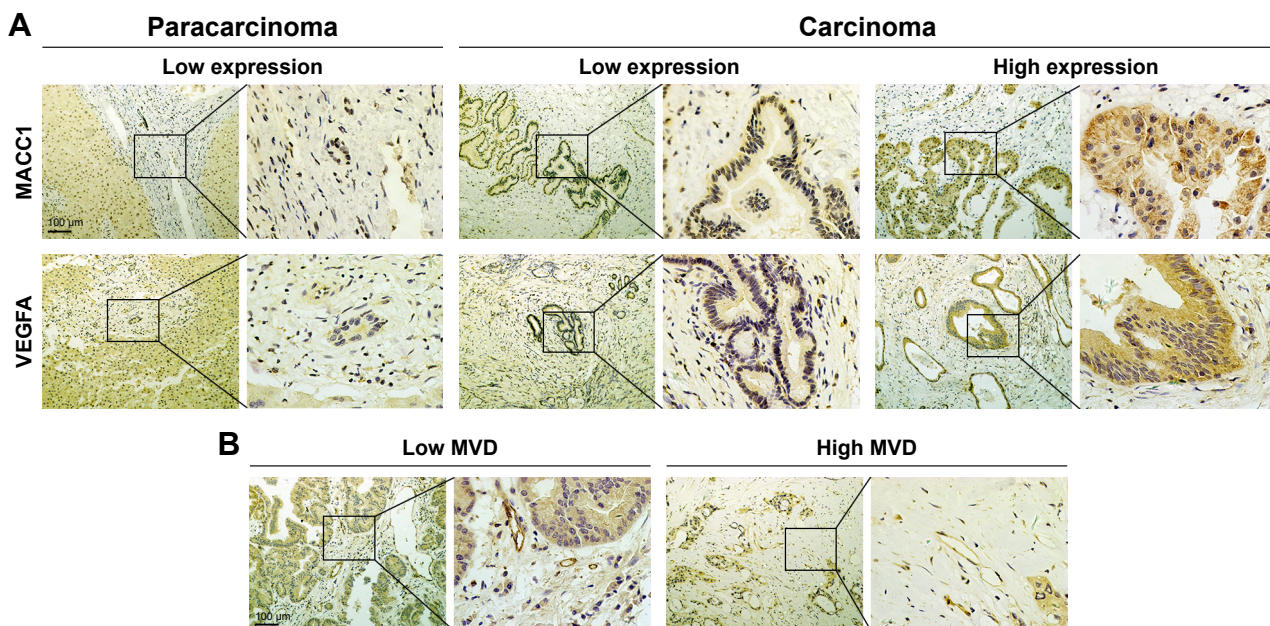 A
Paracarcinoma
Carcinoma
Low expression
Low expression
High expression
MACC1
100 µm
VEGFA
B
Low MVD
High MVD
100 µm